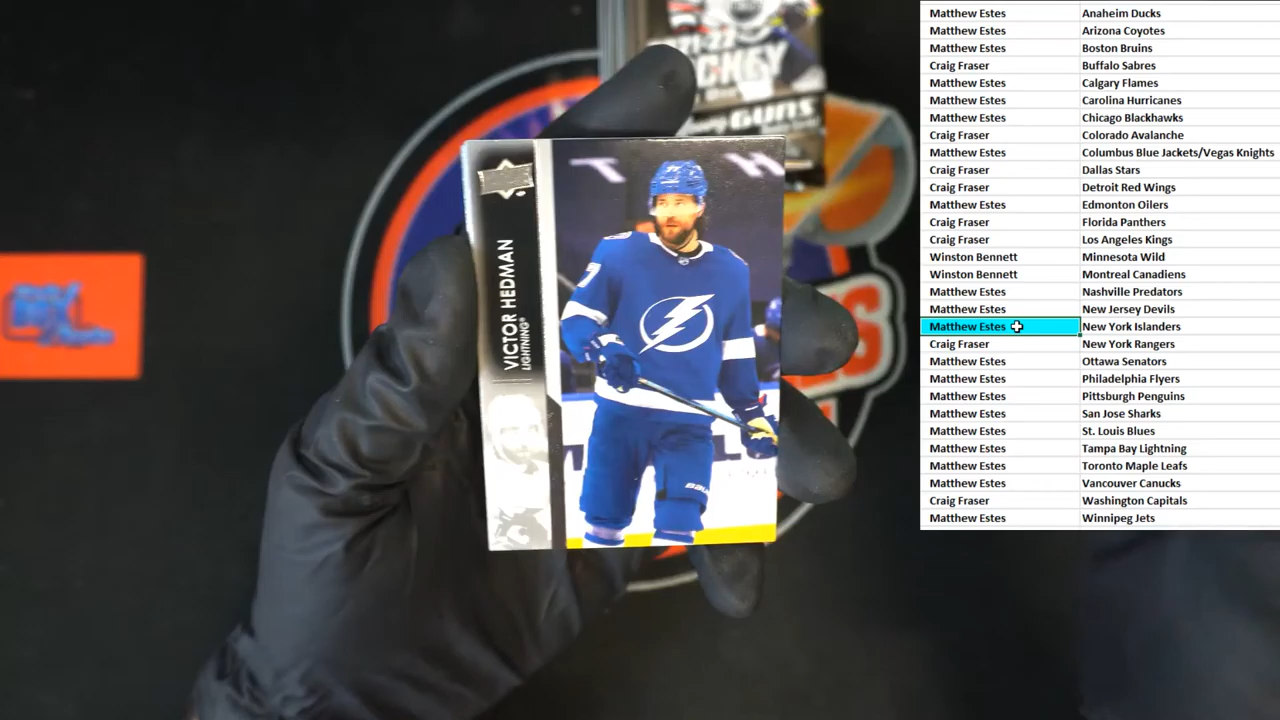 21-22
HOCKEY
GUNS
VICTOR HEDMAN
LIGHTNING®
Matthew Estes Anaheim Ducks
Matthew Estes Arizona Coyotes
Matthew Estes Boston Bruins
Craig Fraser Buffalo Sabres
Matthew Estes Calgary Flames
Matthew Estes Carolina Hurricanes
Matthew Estes Chicago Blackhawks
Craig Fraser Colorado Avalanche
Matthew Estes Columbus Blue Jackets/Vegas Knights
Craig Fraser Dallas Stars
Craig Fraser Detroit Red Wings
Matthew Estes Edmonton Oilers
Craig Fraser Florida Panthers
Craig Fraser Los Angeles Kings
Winston Bennett Minnesota Wild
Winston Bennett Montreal Canadiens
Matthew Estes Nashville Predators
Matthew Estes New Jersey Devils
Matthew Estes New York Islanders
Craig Fraser New York Rangers
Matthew Estes Ottawa Senators
Matthew Estes Philadelphia Flyers
Matthew Estes Pittsburgh Penguins
Matthew Estes San Jose Sharks
Matthew Estes St. Louis Blues
Matthew Estes Tampa Bay Lightning
Matthew Estes Toronto Maple Leafs
Matthew Estes Vancouver Canucks
Craig Fraser Washington Capitals
Matthew Estes Winnipeg Jets